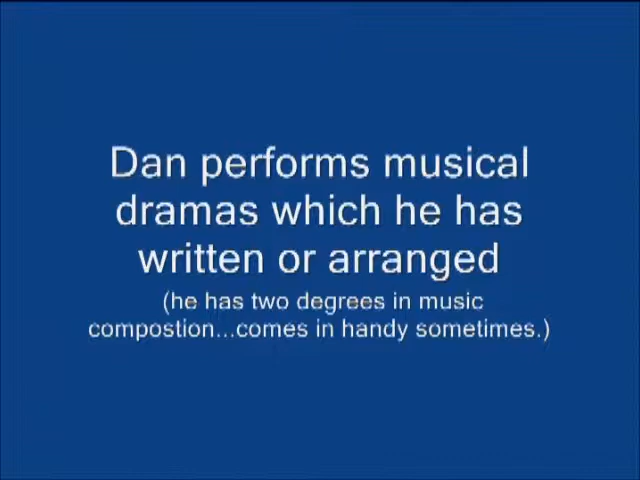 Dan performs musical
dramas which he has
written or arranged
(he has two degrees in music
compostion...comes in handy sometimes.)